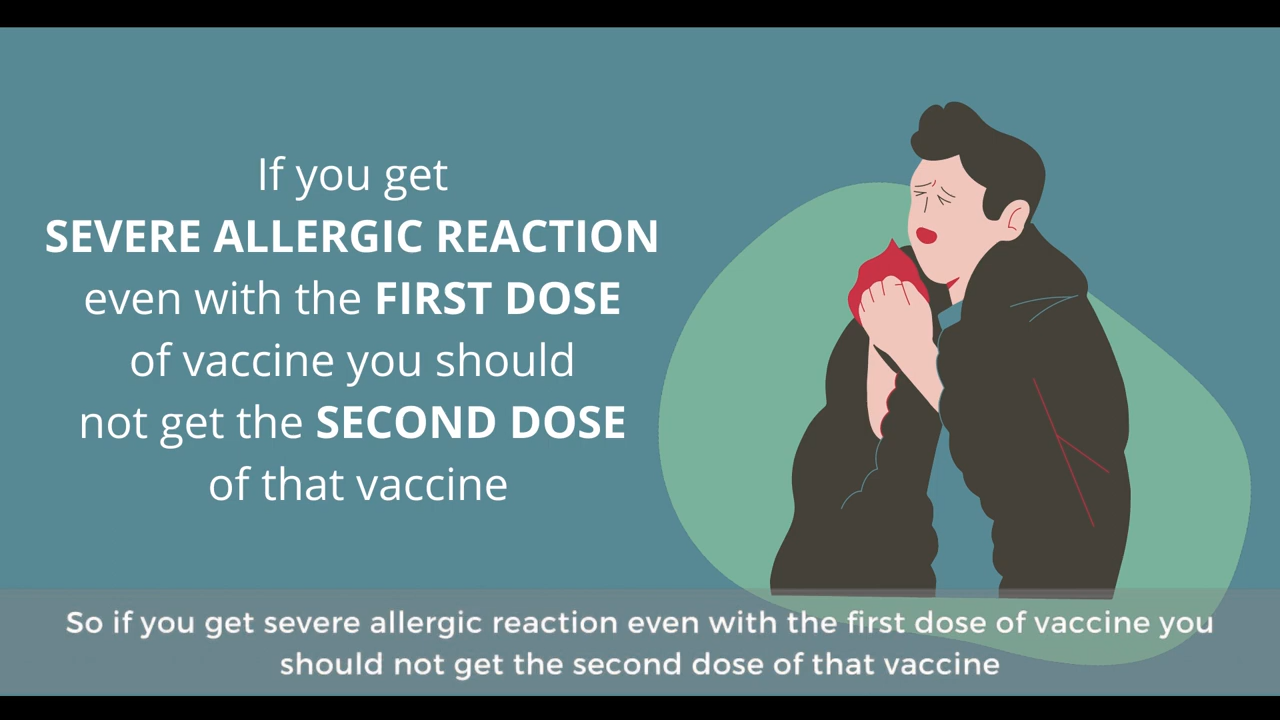 If you get
SEVERE ALLERGIC REACTION
even with the FIRST DOSE
of vaccine you should
not get the SECOND DOSE
of that vaccine
So if you get severe allergic reaction even with the first dose of vaccine you
should not get the second dose of that vaccine